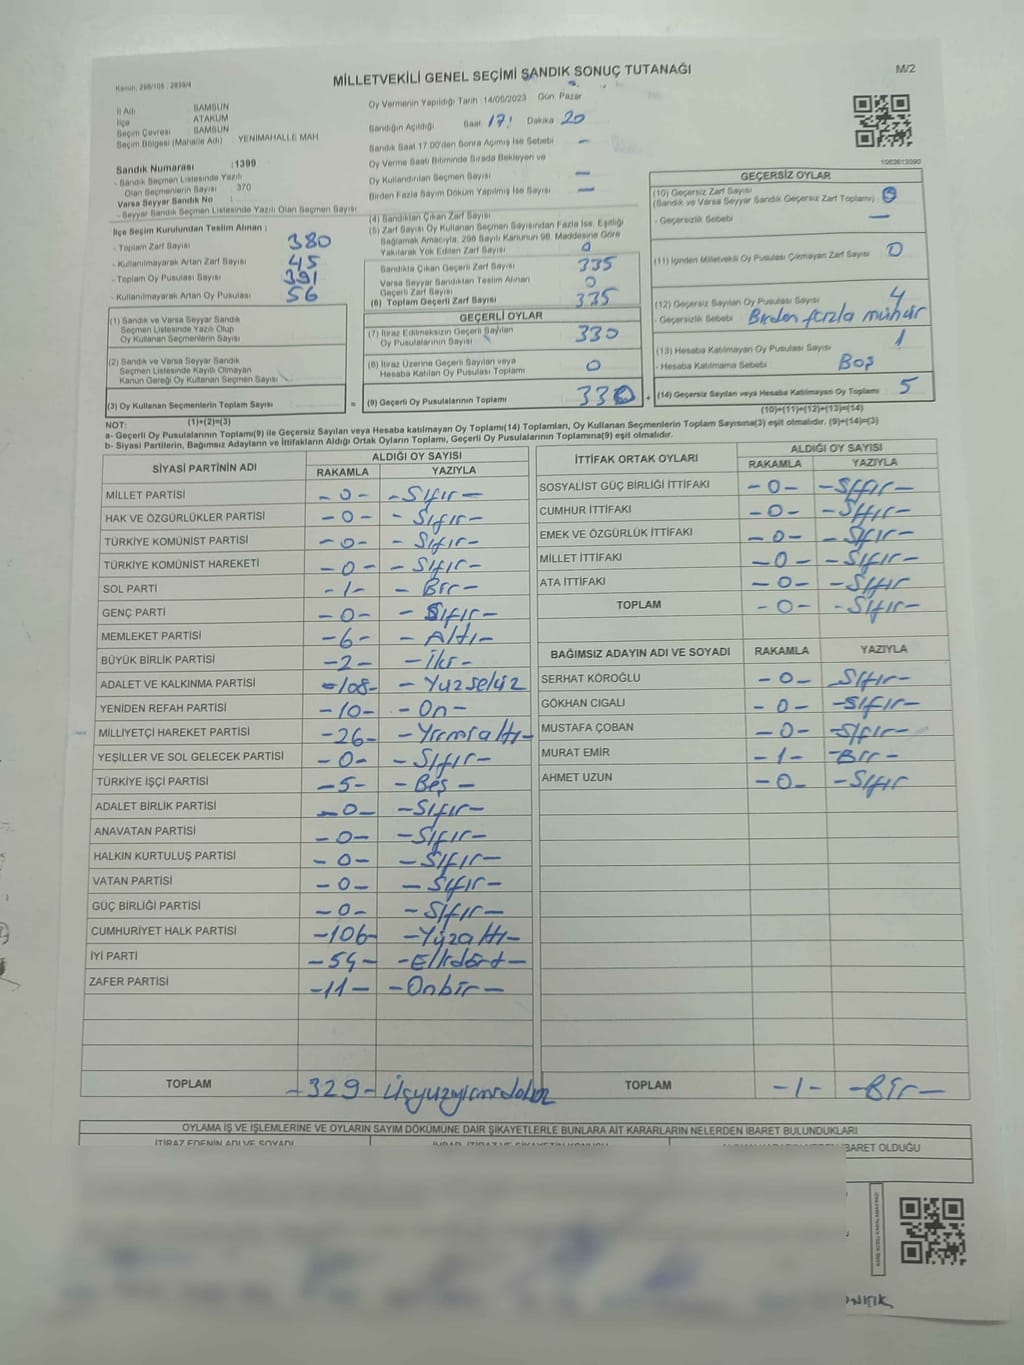 Kanun: 298/105 ; 2839/4
MİLLETVEKİLİ GENEL SEÇİMİ SANDIK SONUÇ TUTANAĞI
M/2
İl Adı : SAMSUN
İlçe ATAKUM
Seçim Çevresi : SAMSUN
Seçim Bölgesi (Mahalle Adı) : YENİMAHALLE MAH
Sandık Numarası : 1399
- Sandık Seçmen Listesinde Yazılı
Olan Seçmenlerin Sayısı : 370
Varsa Seyyar Sandık No :
- Seyyar Sandık Seçmen Listesinde Yazılı Olan Seçmen Sayısı
Oy Vermenin Yapıldığı Tarih :14/05/2023 Gün: Pazar
Sandığın Açıldığı Saat 17: Dakika 20
Sandık Saat 17:00'den Sonra Açılmış İse Sebebi —
Oy Verme Saati Bitiminde Sırada Bekleyen ve
Oy Kullandırılan Seçmen Sayısı —
Birden Fazla Sayım Döküm Yapılmış İse Sayısı —
1063613590
İlçe Seçim Kurulundan Teslim Alınan ;
- Toplam Zarf Sayısı 380
- Kullanılmayarak Artan Zarf Sayısı 45
- Toplam Oy Pusulası Sayısı 391
- Kullanılmayarak Artan Oy Pusulası 56
(1) Sandık ve Varsa Seyyar Sandık
Seçmen Listesinde Yazılı Olup
Oy Kullanan Seçmenlerin Sayısı
(2) Sandık ve Varsa Seyyar Sandık
Seçmen Listesinde Kayıtlı Olmayan
Kanun Gereği Oy Kullanan Seçmen Sayısı
(3) Oy Kullanan Seçmenlerin Toplam Sayısı
(1)+(2)=(3)
(4) Sandıktan Çıkan Zarf Sayısı
(5) Zarf Sayısı Oy Kullanan Seçmen Sayısından Fazla İse, Eşitliği
Bağlamak Amacıyla, 298 Sayılı Kanunun 98. Maddesine Göre
Yakılarak Yok Edilen Zarf Sayısı 0
Sandıkta Çıkan Geçerli Zarf Sayısı 335
Varsa Seyyar Sandıktan Teslim Alınan
Geçerli Zarf Sayısı 0
(6) Toplam Geçerli Zarf Sayısı 335
GEÇERLİ OYLAR
(7) İtiraz Edilmeksizin Geçerli Sayılan
Oy Pusulalarının Sayısı 330
(8) İtiraz Üzerine Geçerli Sayılan veya
Hesaba Katılan Oy Pusulası Toplamı 0
= (9) Geçerli Oy Pusulalarının Toplamı 330
GEÇERSİZ OYLAR
(10) Geçersiz Zarf Sayısı
(Sandık ve Varsa Seyyar Sandık Geçersiz Zarf Toplamı) : 0
- Geçersizlik Sebebi —
(11) İçinden Milletvekili Oy Pusulası Çıkmayan Zarf Sayısı 0
(12) Geçersiz Sayılan Oy Pusulası Sayısı 4
- Geçersizlik Sebebi Birden fazla mühür
(13) Hesaba Katılmayan Oy Pusulası Sayısı 1
- Hesaba Katılmama Sebebi Boş
+ (14) Geçersiz Sayılan veya Hesaba Katılmayan Oy Toplamı 5
(10)+(11)+(12)+(13)=(14)
NOT:
a- Geçerli Oy Pusulalarının Toplamı(9) ile Geçersiz Sayılan veya Hesaba katılmayan Oy Toplamı(14) Toplamları, Oy Kullanan Seçmenlerin Toplam Sayısına(3) eşit olmalıdır. (9)+(14)=(3)
b- Siyasi Partilerin, Bağımsız Adayların ve İttifakların Aldığı Ortak Oyların Toplamı, Geçerli Oy Pusulalarının Toplamına(9) eşit olmalıdır.
SİYASİ PARTİNİN ADI ALDIĞI OY SAYISI
RAKAMLA YAZIYLA
MİLLET PARTİSİ -0- -Sıfır-
HAK VE ÖZGÜRLÜKLER PARTİSİ -0- -Sıfır-
TÜRKİYE KOMÜNİST PARTİSİ -0- -Sıfır-
TÜRKİYE KOMÜNİST HAREKETİ -0- -Sıfır-
SOL PARTİ -1- -Bir-
GENÇ PARTİ -0- -Sıfır-
MEMLEKET PARTİSİ -6- -Altı-
BÜYÜK BİRLİK PARTİSİ -2- -İki-
ADALET VE KALKINMA PARTİSİ -108- -Yüzsekiz
YENİDEN REFAH PARTİSİ -10- -On-
MİLLİYETÇİ HAREKET PARTİSİ -26- -Yirmialtı-
YEŞİLLER VE SOL GELECEK PARTİSİ -0- -Sıfır-
TÜRKİYE İŞÇİ PARTİSİ -5- -Beş-
ADALET BİRLİK PARTİSİ -0- -Sıfır-
ANAVATAN PARTİSİ -0- -Sıfır-
HALKIN KURTULUŞ PARTİSİ -0- -Sıfır-
VATAN PARTİSİ -0- -Sıfır-
GÜÇ BİRLİĞİ PARTİSİ -0- -Sıfır-
CUMHURİYET HALK PARTİSİ -106- -Yüzaltı-
İYİ PARTİ -54- -Ellidört-
ZAFER PARTİSİ -11- -Onbir-
TOPLAM -329- Üçyüzyirmidokuz
İTTİFAK ORTAK OYLARI ALDIĞI OY SAYISI
RAKAMLA YAZIYLA
SOSYALİST GÜÇ BİRLİĞİ İTTİFAKI -0- -Sıfır-
CUMHUR İTTİFAKI -0- -Sıfır-
EMEK VE ÖZGÜRLÜK İTTİFAKI -0- -Sıfır-
MİLLET İTTİFAKI -0- -Sıfır-
ATA İTTİFAKI -0- -Sıfır
TOPLAM -0- -Sıfır-
BAĞIMSIZ ADAYIN ADI VE SOYADI RAKAMLA YAZIYLA
SERHAT KÖROĞLU -0- Sıfır-
GÖKHAN CIGALI -0- -Sıfır-
MUSTAFA ÇOBAN -0- -Sıfır-
MURAT EMİR -1- -Bir-
AHMET UZUN -0- -Sıfır
TOPLAM -1- -Bir-
OYLAMA İŞ VE İŞLEMLERİNE VE OYLARIN SAYIM DÖKÜMÜNE DAİR ŞİKAYETLERLE BUNLARA AİT KARARLARIN NELERDEN İBARET BULUNDUKLARI
İTİRAZ EDENİN ADI VE SOYADI
İBARET OLDUĞU